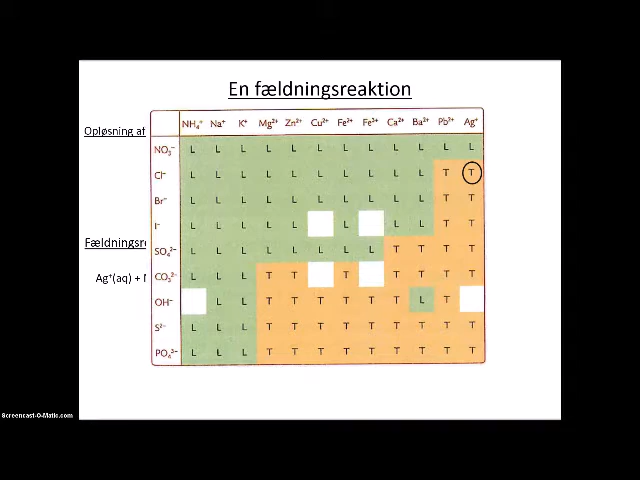 En fældningsreaktion
Opløsning af
NH₄⁺ Na⁺ K⁺ Mg²⁺ Zn²⁺ Cu²⁺ Fe²⁺ Fe³⁺ Ca²⁺ Ba²⁺ Pb²⁺ Ag⁺
NO₃⁻ L L L L L L L L L L L L
Cl⁻ L L L L L L L L L L T T
Br⁻ L L L L L L L L L L T T
I⁻ L L L L L L L L T T
SO₄²⁻ L L L L L L L L T T T T
Fældningsr
CO₃²⁻ L L L T T T T T T T
Ag⁺(aq) + N
OH⁻ L L T T T T T T L T
S²⁻ L L L T T T T T T T T T
PO₄³⁻ L L L T T T T T T T T T
Screencast-O-Matic.com